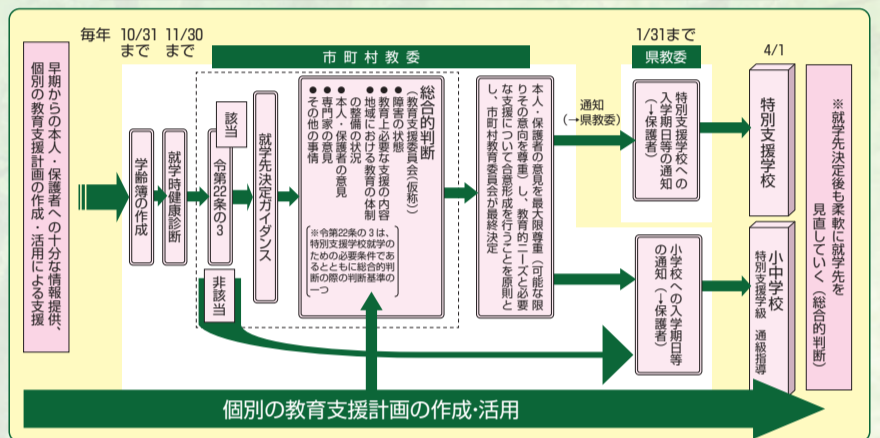 毎年
10/31
まで
11/30
まで
市町村教委
1/31まで
県教委
4/1
早期からの本人・保護者への十分な情報提供、
個別の教育支援計画の作成・活用による支援
学齢簿の作成
就学時健康診断
該当
令第22条の3
非該当
就学先決定ガイダンス
総合的判断
(教育支援委員会(仮称))
●障害の状態
●教育上必要な支援の内容
●地域における教育の体制
の整備の状況
●本人・保護者の意見
●専門家の意見
●その他の事情
※令第22条の3は、
特別支援学校就学の
ための必要条件であ
るとともに総合的判
断の際の判断基準の
一つ
本人・保護者の意見を最大限尊重(可能な限
りその意向を尊重)し、教育的ニーズと必要
な支援について合意形成を行うことを原則と
し、市町村教育委員会が最終決定
通知
(→県教委)
特別支援学校への
入学期日等の通知
(→保護者)
小学校への入学期日等
の通知(→保護者)
特別支援学校
小中学校
特別支援学級 通級指導
※就学先決定後も柔軟に就学先を
見直していく(総合的判断)
個別の教育支援計画の作成・活用